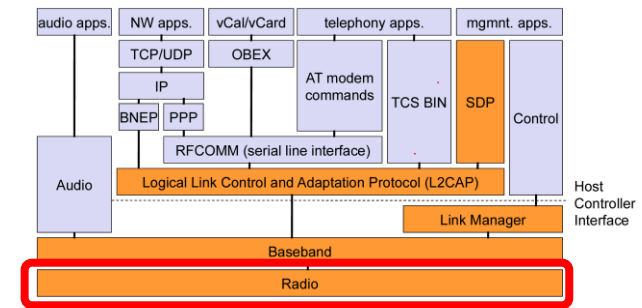 audio apps.
NW apps.
vCal/vCard
telephony apps.
mgmnt. apps.
TCP/UDP
OBEX
AT modem
commands
TCS BIN
SDP
Control
IP
BNEP
PPP
RFCOMM (serial line interface)
Audio
Logical Link Control and Adaptation Protocol (L2CAP)
Host
Controller
Interface
Link Manager
Baseband
Radio